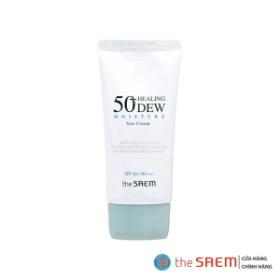 50+
HEALING
DEW
MOISTURE
Sun Cream
the SAEM
the SAEM
CỬA HÀNG
CHÍNH HÃNG